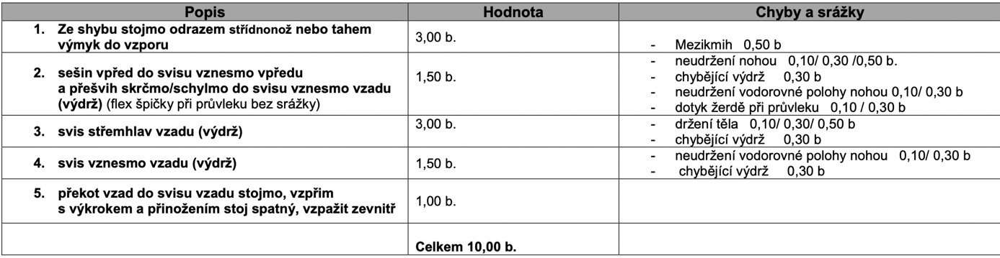 Popis Hodnota Chyby a srážky
1. Ze shybu stojmo odrazem střídnonož nebo tahem
výmyk do vzporu
3,00 b.
- Mezikmih 0,50 b
2. sešin vpřed do svisu vznesmo vpředu
a přešvih skrčmo/schylmo do svisu vznesmo vzadu
(výdrž) (flex špičky při průvleku bez srážky)
1,50 b.
- neudržení nohou 0,10/ 0,30 /0,50 b.
- chybějící výdrž 0,30 b
- neudržení vodorovné polohy nohou 0,10/ 0,30 b
- dotyk žerdě při průvleku 0,10 / 0,30 b
3. svis střemhlav vzadu (výdrž)
3,00 b.
- držení těla 0,10/ 0,30/ 0,50 b
- chybějící výdrž 0,30 b
4. svis vznesmo vzadu (výdrž)
1,50 b.
- neudržení vodorovné polohy nohou 0,10/ 0,30 b
- chybějící výdrž 0,30 b
5. překot vzad do svisu vzadu stojmo, vzpřim
s výkrokem a přinožením stoj spatný, vzpažit zevnitř
1,00 b.
Celkem 10,00 b.